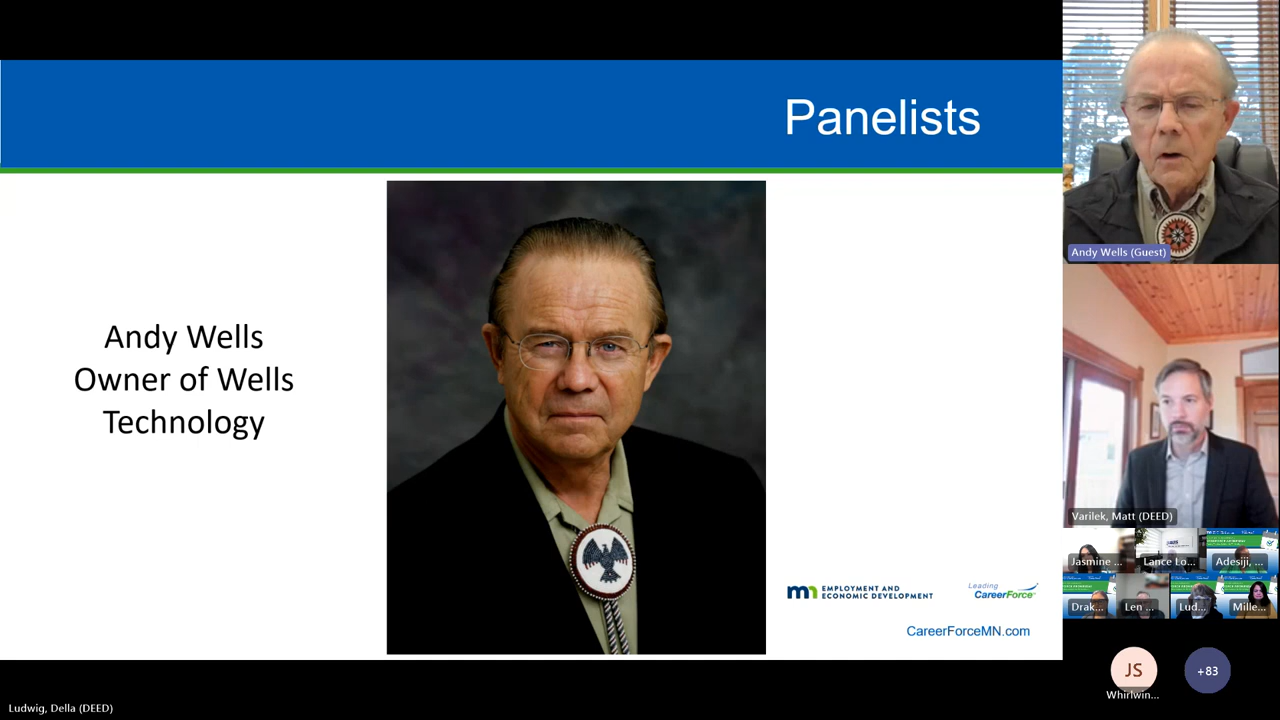 Panelists
Andy Wells
Owner of Wells
Technology
mn EMPLOYMENT AND
ECONOMIC DEVELOPMENT
Leading
CareerForce
CareerForceMN.com
Andy Wells (Guest)
Varilek, Matt (DEED)
Jasmine ...
Lance Lo...
Adesiji, ...
Drak...
Len ...
Lud...
Mille...
JS
+83
Whirlwin...
Ludwig, Della (DEED)